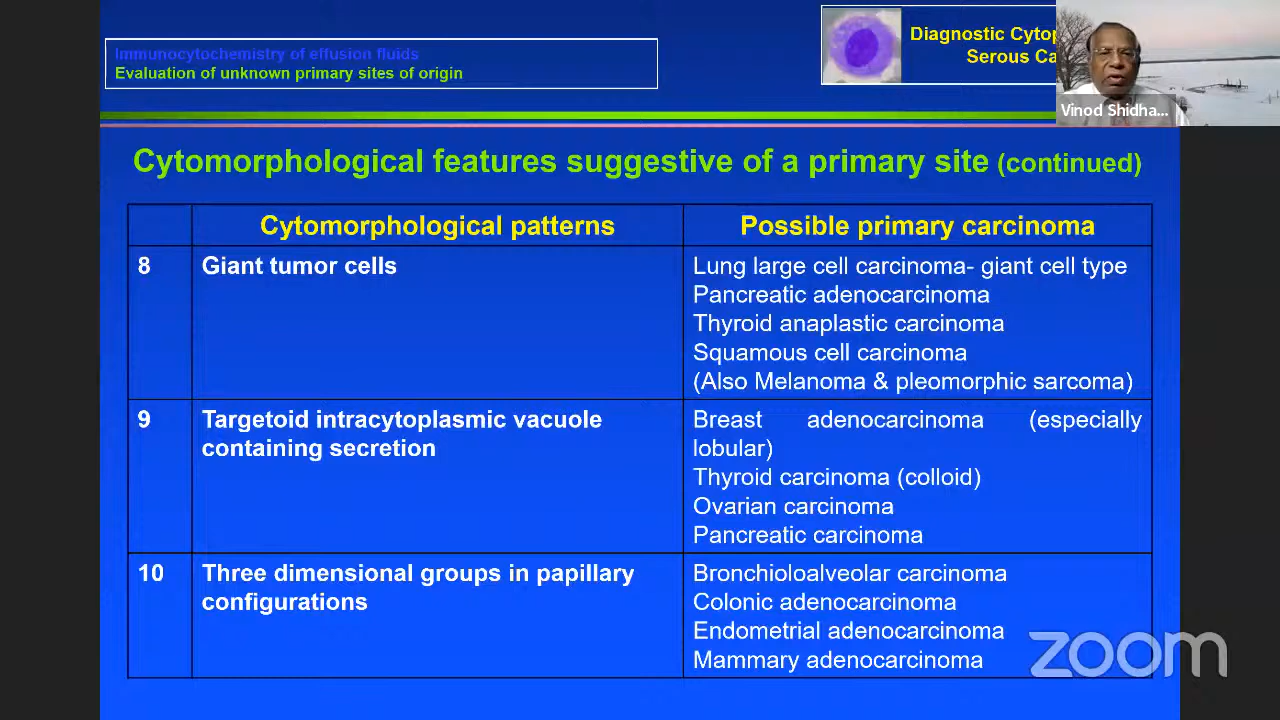 Immunocytochemistry of effusion fluids
Evaluation of unknown primary sites of origin
Diagnostic
Serous
Vinod Shidha...
Cytomorphological features suggestive of a primary site (continued)
Cytomorphological patterns
Possible primary carcinoma
8
Giant tumor cells
Lung large cell carcinoma- giant cell type
Pancreatic adenocarcinoma
Thyroid anaplastic carcinoma
Squamous cell carcinoma
(Also Melanoma & pleomorphic sarcoma)
9
Targetoid intracytoplasmic vacuole
containing secretion
Breast adenocarcinoma (especially
lobular)
Thyroid carcinoma (colloid)
Ovarian carcinoma
Pancreatic carcinoma
10
Three dimensional groups in papillary
configurations
Bronchioloalveolar carcinoma
Colonic adenocarcinoma
Endometrial adenocarcinoma
Mammary adenocarcinoma
zoom